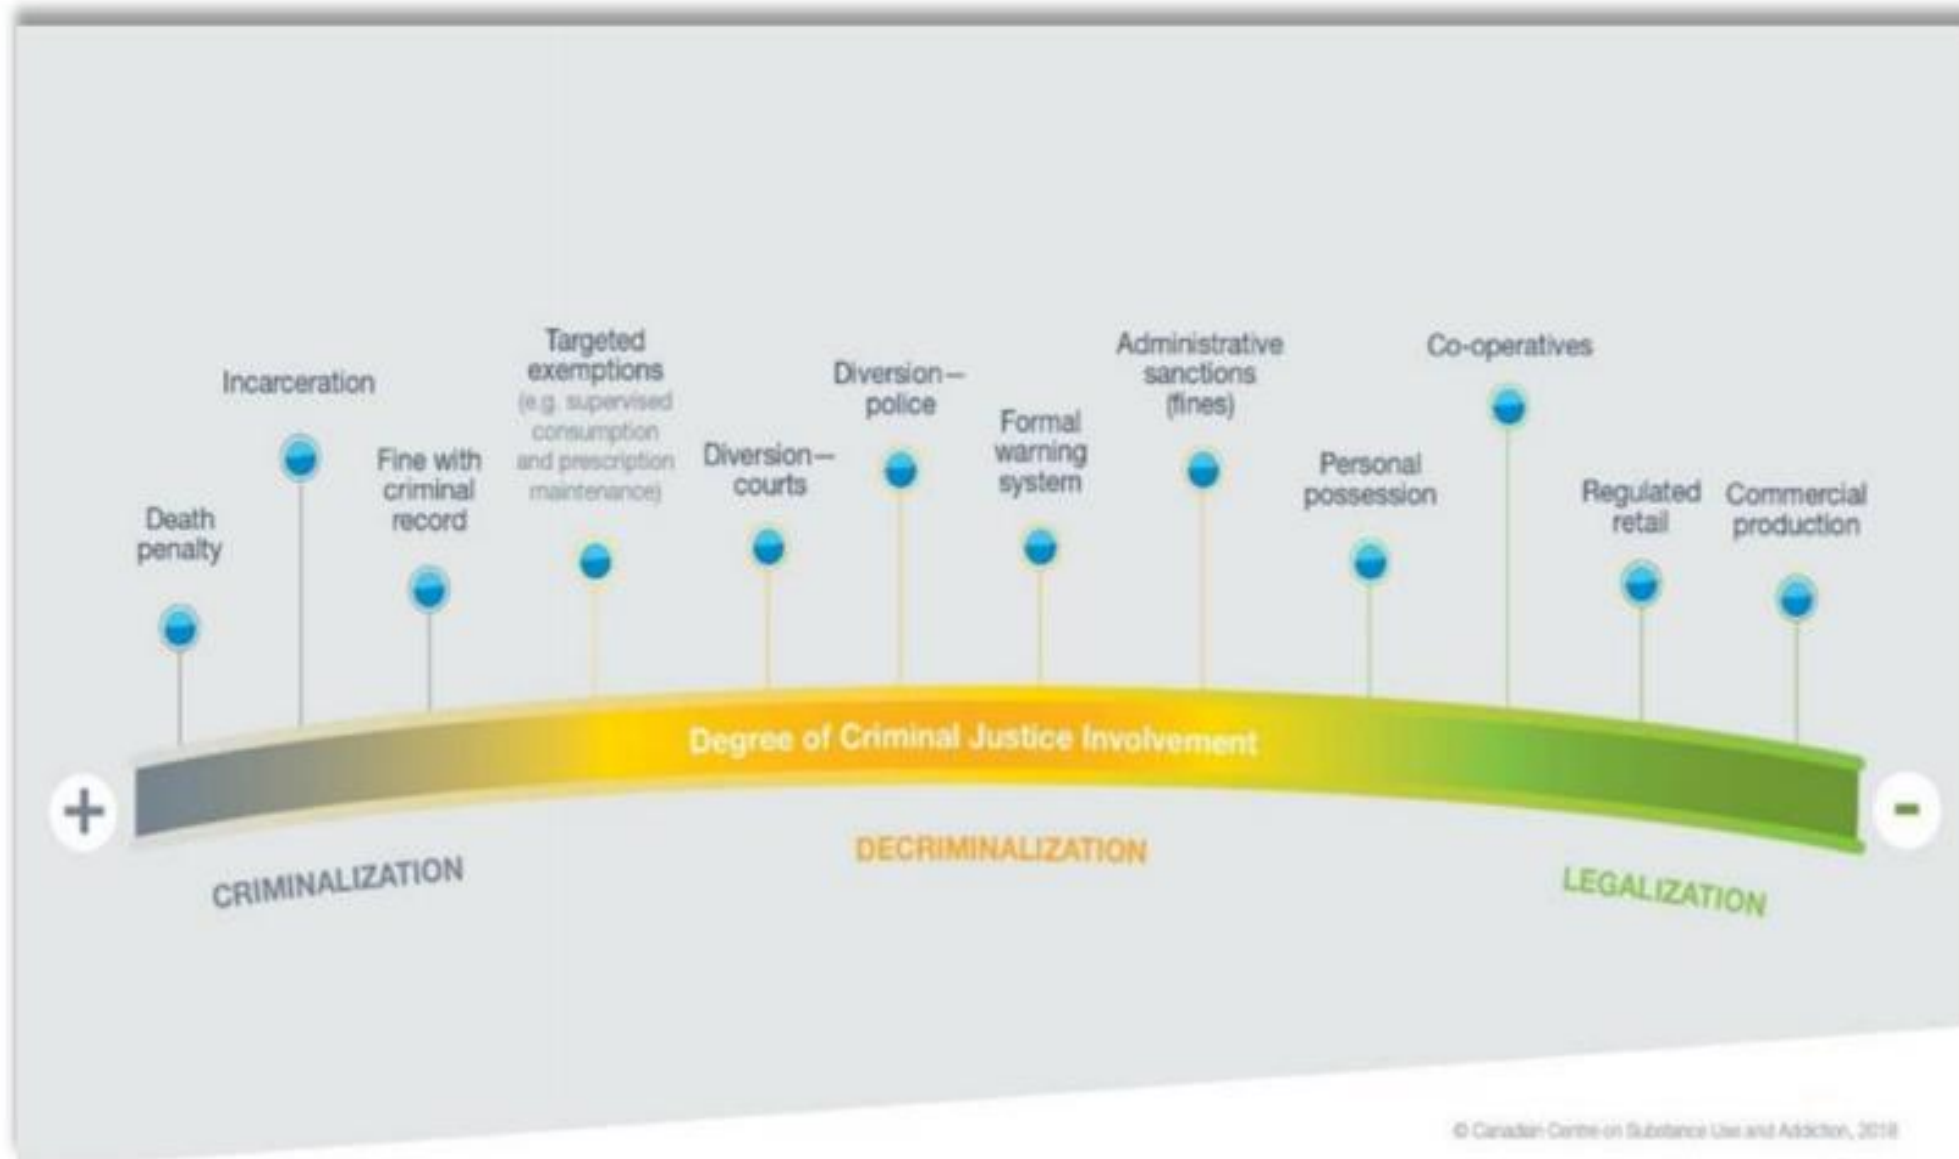 Death
penalty
Incarceration
Fine with
criminal
record
Targeted
exemptions
(e.g. supervised
consumption
and prescription
maintenance)
Diversion—
courts
Diversion—
police
Formal
warning
system
Administrative
sanctions
(fines)
Personal
possession
Co-operatives
Regulated
retail
Commercial
production
Degree of Criminal Justice Involvement
+
-
CRIMINALIZATION
DECRIMINALIZATION
LEGALIZATION
© Canadian Centre on Substance Use and Addiction, 2018